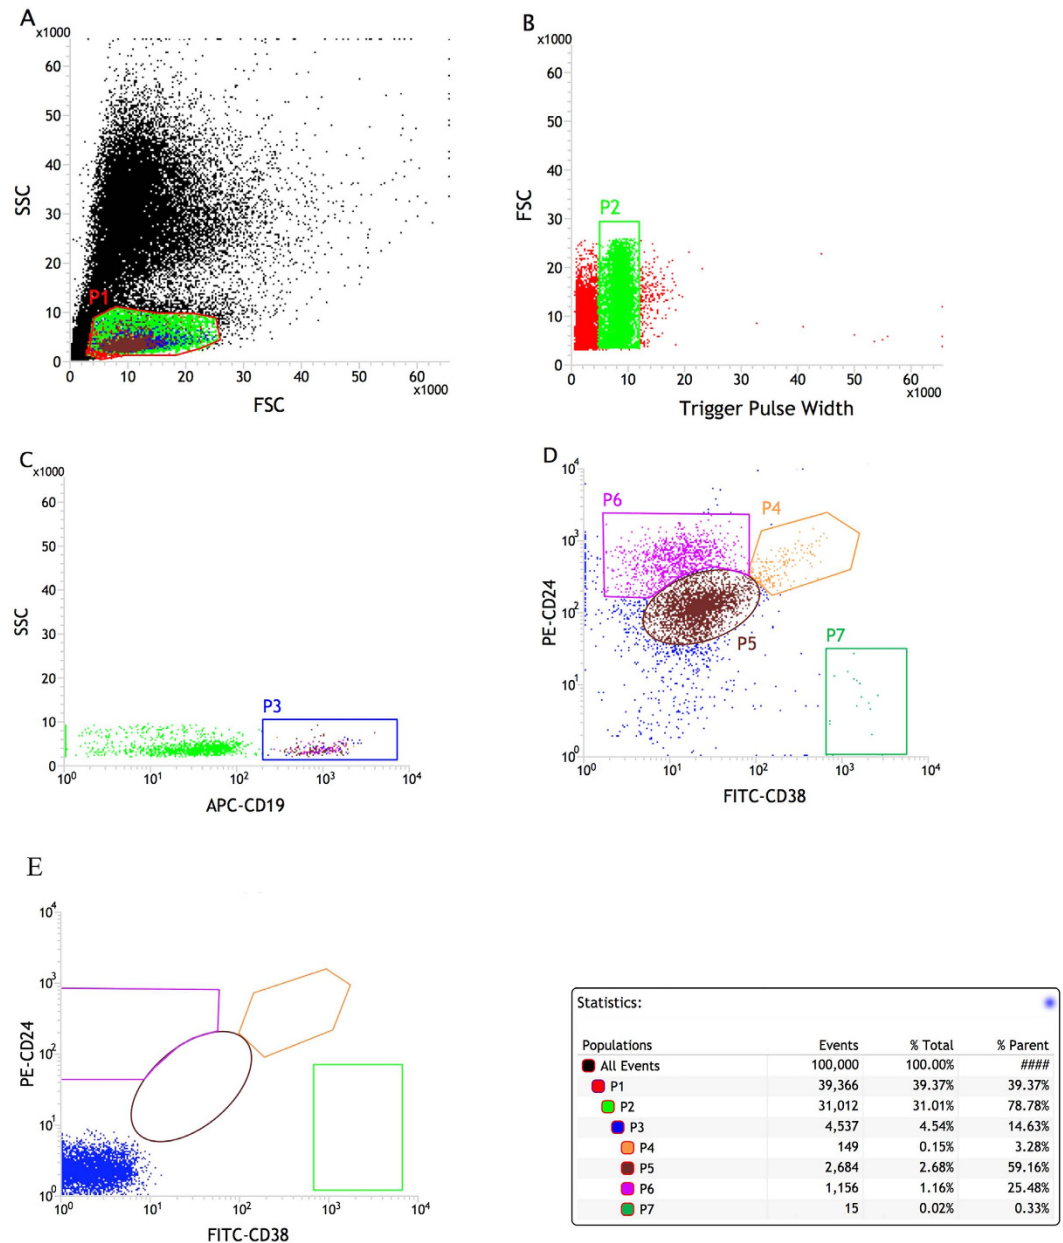 A
x1000
60
50
SSC
40
30
20
10
P1
0
0 10 20 30 40 50 60
x1000
FSC
B
x1000
60
50
FSC
40
30
P2
20
10
0
0 10 20 30 40 50 60
x1000
Trigger Pulse Width
C
x1000
60
50
SSC
40
30
20
P3
10
0
10^0 10^1 10^2 10^3 10^4
APC-CD19
D
10^4
P6 P4
10^3
PE-CD24
10^2
P5 P7
10^1
10^0
10^0 10^1 10^2 10^3 10^4
FITC-CD38
E
10^4
10^3
PE-CD24
10^2
10^1
10^0
10^0 10^1 10^2 10^3 10^4
FITC-CD38
Statistics:
Populations Events % Total % Parent
All Events 100,000 100.00% ####
P1 39,366 39.37% 39.37%
P2 31,012 31.01% 78.78%
P3 4,537 4.54% 14.63%
P4 149 0.15% 3.28%
P5 2,684 2.68% 59.16%
P6 1,156 1.16% 25.48%
P7 15 0.02% 0.33%